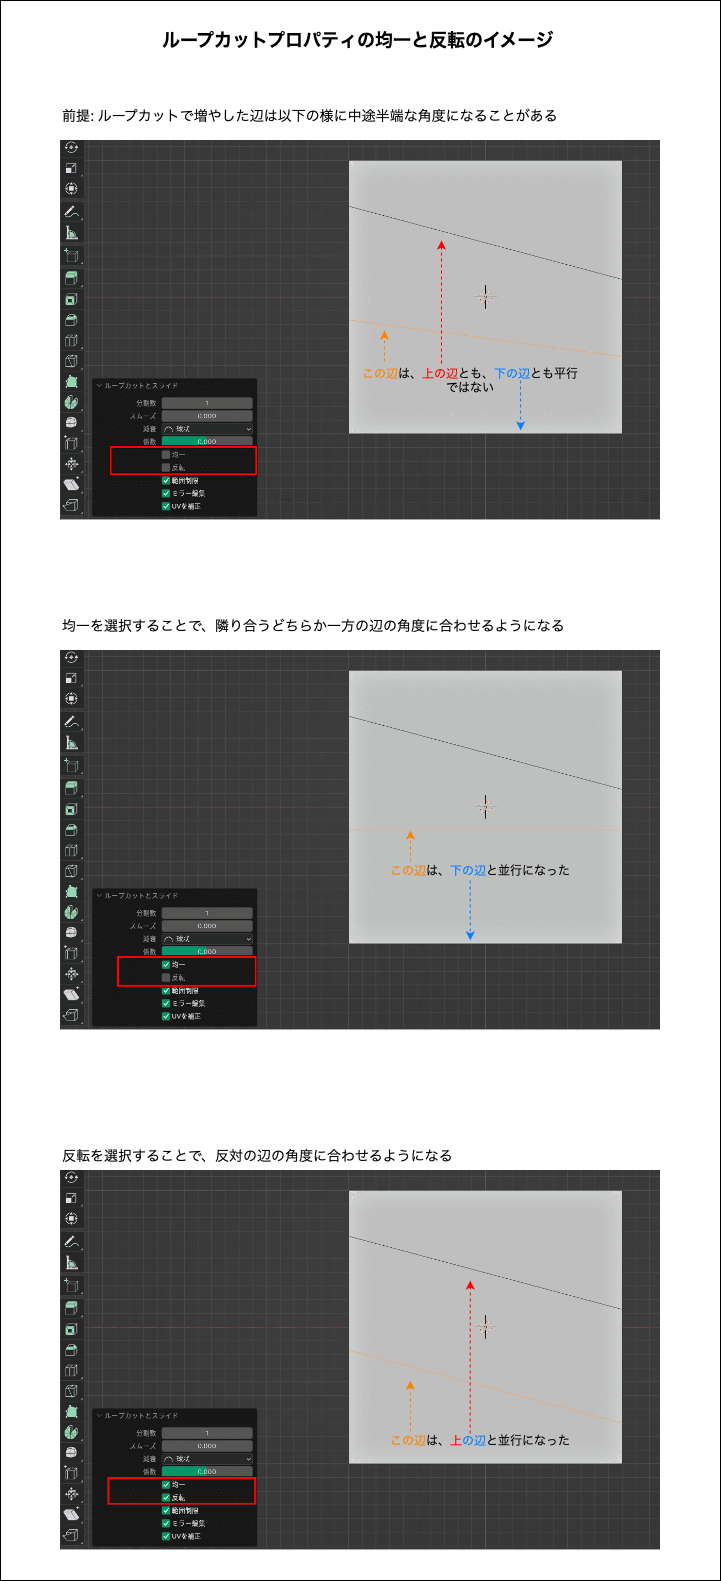 ループカットプロパティの均一と反転のイメージ
前提: ループカットで増やした辺は以下の様に中途半端な角度になることがある
この辺は、上の辺とも、下の辺とも平行
ではない
ループカットとスライド
分割数 1
スムーズ 0.000
減衰 球状
係数 0.000
均一
反転
範囲制限
ミラー編集
UVを補正
均一を選択することで、隣り合うどちらか一方の辺の角度に合わせるようになる
この辺は、下の辺と並行になった
ループカットとスライド
分割数 1
スムーズ 0.000
減衰 球状
係数 0.000
均一
反転
範囲制限
ミラー編集
UVを補正
反転を選択することで、反対の辺の角度に合わせるようになる
この辺は、上の辺と並行になった
ループカットとスライド
分割数 1
スムーズ 0.000
減衰 球状
係数 0.000
均一
反転
範囲制限
ミラー編集
UVを補正